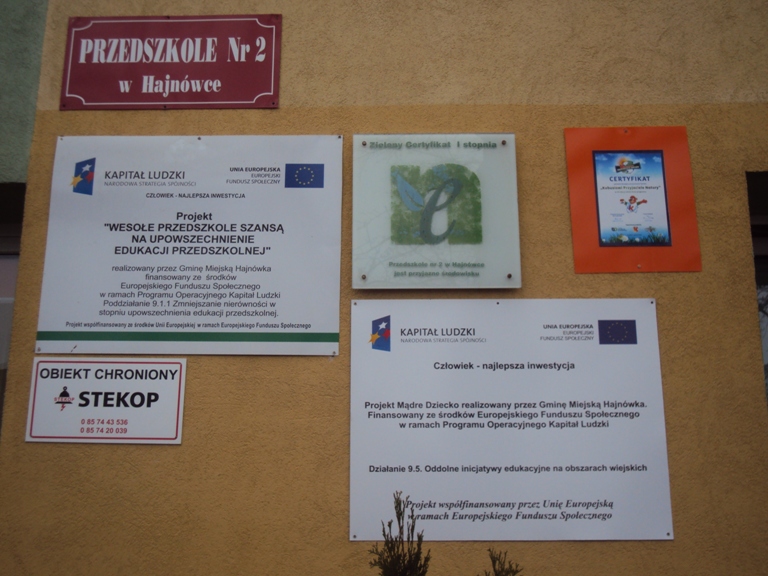 PRZEDSZKOLE Nr 2
w Hajnówce
KAPITAŁ LUDZKI
NARODOWA STRATEGIA SPÓJNOŚCI
UNIA EUROPEJSKA
EUROPEJSKI
FUNDUSZ SPOŁECZNY
CZŁOWIEK - NAJLEPSZA INWESTYCJA
Projekt
"WESOŁE PRZEDSZKOLE SZANSĄ
NA UPOWSZECHNIENIE
EDUKACJI PRZEDSZKOLNEJ"
realizowany przez Gminę Miejską Hajnówka
finansowany ze środków
Europejskiego Funduszu Społecznego
w ramach Programu Operacyjnego Kapitał Ludzki
Poddziałanie 9.1.1 Zmniejszanie nierówności w
stopniu upowszechnienia edukacji przedszkolnej.
Projekt współfinansowany ze środków Unii Europejskiej w ramach Europejskiego Funduszu Społecznego
Zielony Certyfikat I stopnia
e
Przedszkole nr 2 w Hajnówce
jest przyjazne środowisku
CERTYFIKAT
OBIEKT CHRONIONY
STEKOP
0 85 74 43 536
0 85 74 20 039
KAPITAŁ LUDZKI
NARODOWA STRATEGIA SPÓJNOŚCI
UNIA EUROPEJSKA
EUROPEJSKI
FUNDUSZ SPOŁECZNY
Człowiek - najlepsza inwestycja
Projekt Mądre Dziecko realizowany przez Gminę Miejską Hajnówka.
Finansowany ze środków Europejskiego Funduszu Społecznego
w ramach Programu Operacyjnego Kapitał Ludzki
Działanie 9.5. Oddolne inicjatywy edukacyjne na obszarach wiejskich
Projekt współfinansowany przez Unię Europejską
w ramach Europejskiego Funduszu Społecznego